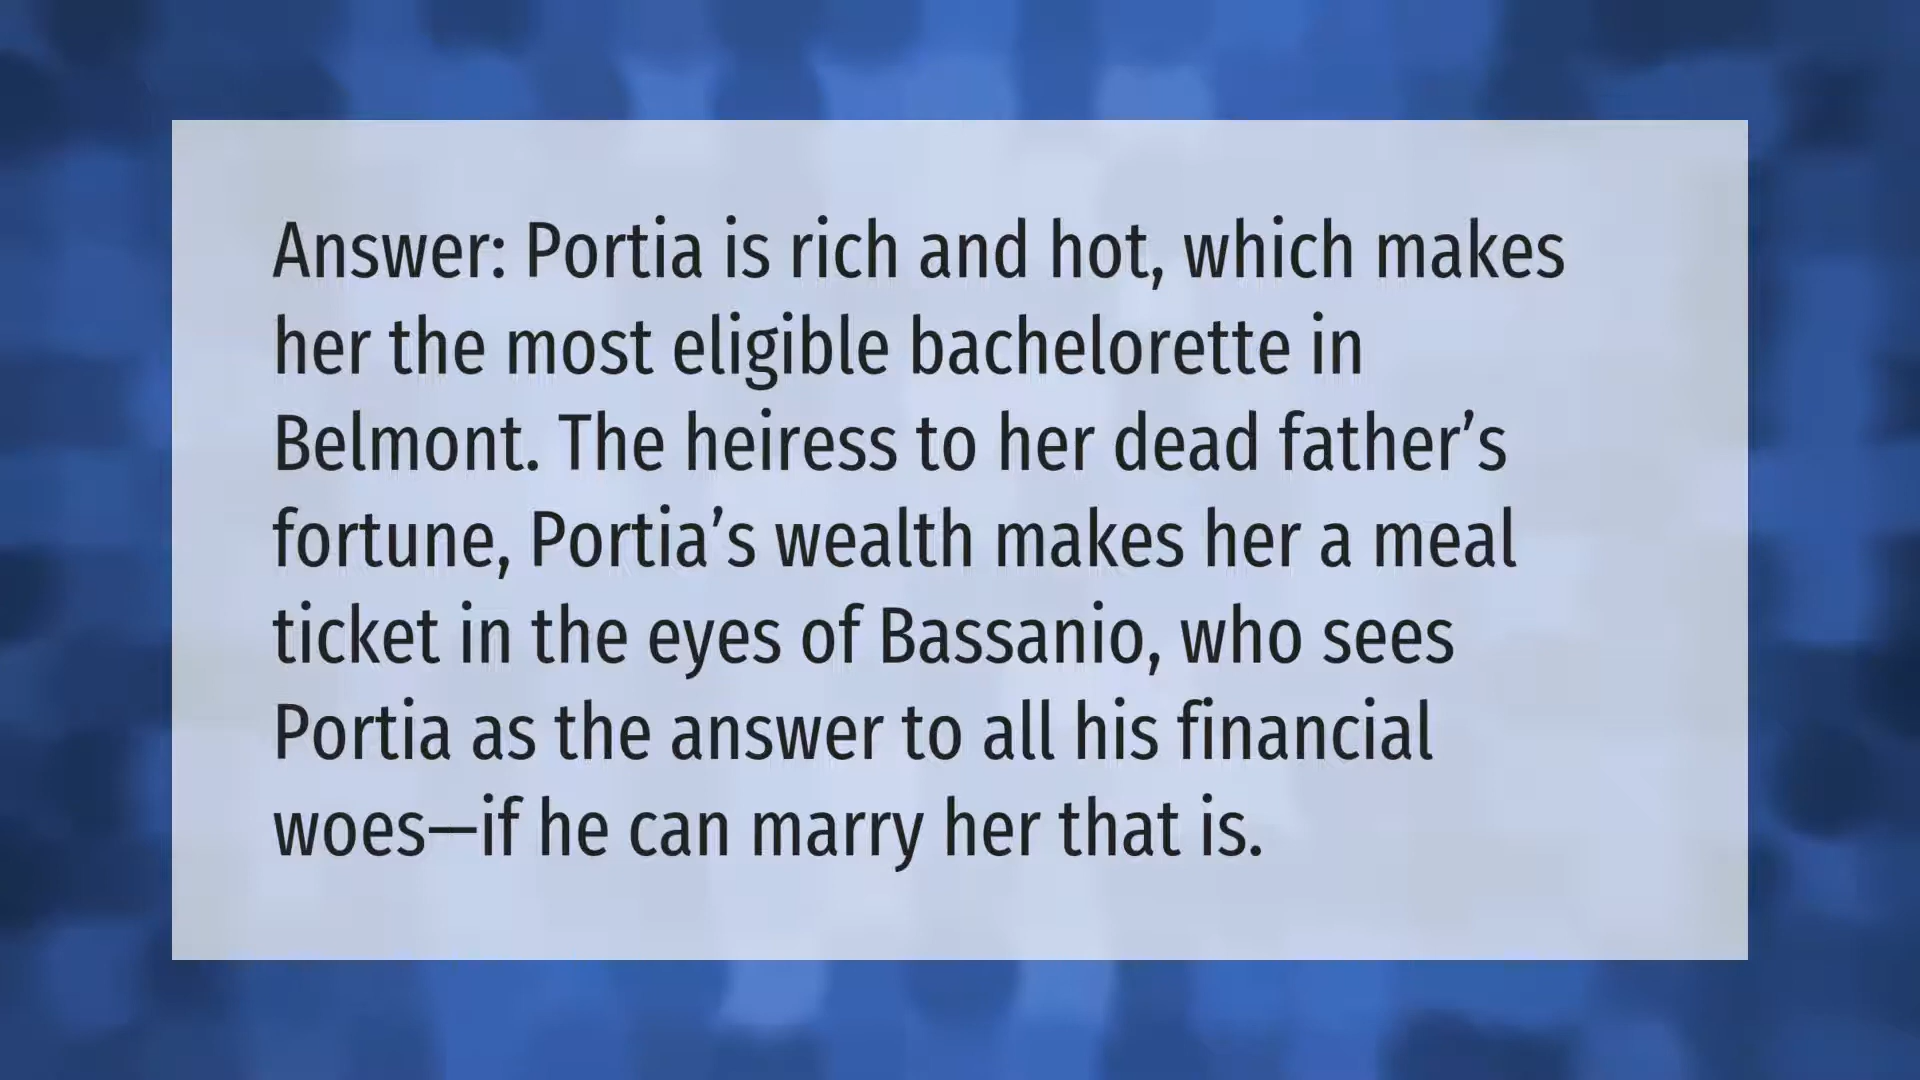 Answer: Portia is rich and hot, which makes
her the most eligible bachelorette in
Belmont. The heiress to her dead father’s
fortune, Portia’s wealth makes her a meal
ticket in the eyes of Bassanio, who sees
Portia as the answer to all his financial
woes—if he can marry her that is.